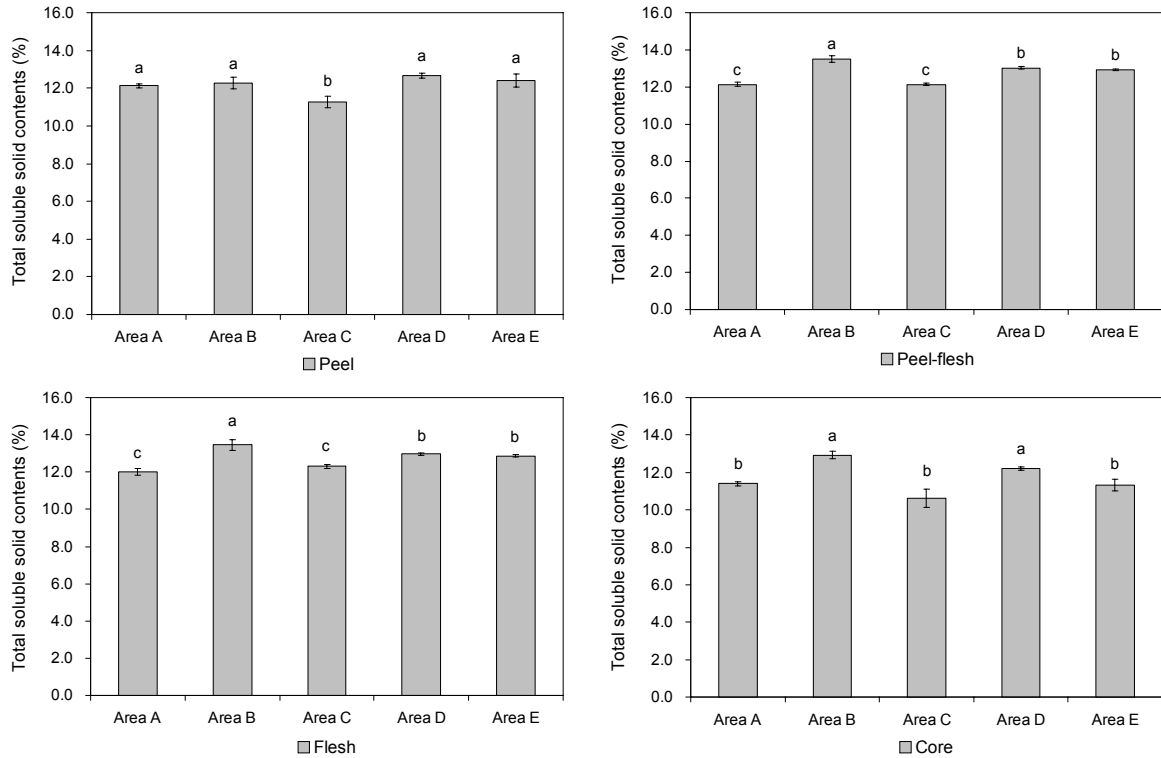 Total soluble solid contents (%)
16.0
14.0
12.0
10.0
8.0
6.0
4.0
2.0
0.0
a a b a a
Area A Area B Area C Area D Area E
Peel
Total soluble solid contents (%)
16.0
14.0
12.0
10.0
8.0
6.0
4.0
2.0
0.0
c a c b b
Area A Area B Area C Area D Area E
Peel-flesh
Total soluble solid contents (%)
16.0
14.0
12.0
10.0
8.0
6.0
4.0
2.0
0.0
c a c b b
Area A Area B Area C Area D Area E
Flesh
Total soluble solid contents (%)
16.0
14.0
12.0
10.0
8.0
6.0
4.0
2.0
0.0
b a b a b
Area A Area B Area C Area D Area E
Core